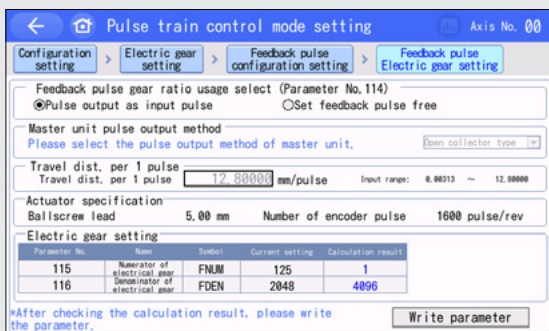 Pulse train control mode setting
Axis No. 00
Configuration setting > Electric gear setting > Feedback pulse configuration setting > Feedback pulse Electric gear setting
Feedback pulse gear ratio usage select (Parameter No.114)
Pulse output as input pulse Set feedback pulse free
Master unit pulse output method
Please select the pulse output method of master unit. Open collector type
Travel dist. per 1 pulse
Travel dist. per 1 pulse 12.80000 mm/pulse Input range: 0.00313 ~ 12.80000
Actuator specification
Ballscrew lead 5.00 mm Number of encoder pulse 1600 pulse/rev
Electric gear setting
Parameter No. Name Symbol Current setting Calculation result
115 Numerator of electrical gear FNUM 125 1
116 Denominator of electrical gear FDEN 2048 4096
*After checking the calculation result, please write
the parameter.
Write parameter